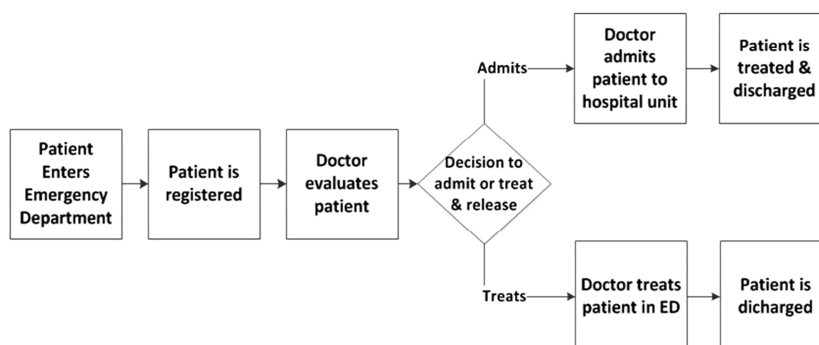 Patient
Enters
Emergency
Department
Patient is
registered
Doctor
evaluates
patient
Decision to
admit or treat
& release
Admits
Doctor
admits
patient to
hospital unit
Patient is
treated &
discharged
Treats
Doctor treats
patient in ED
Patient is
dicharged